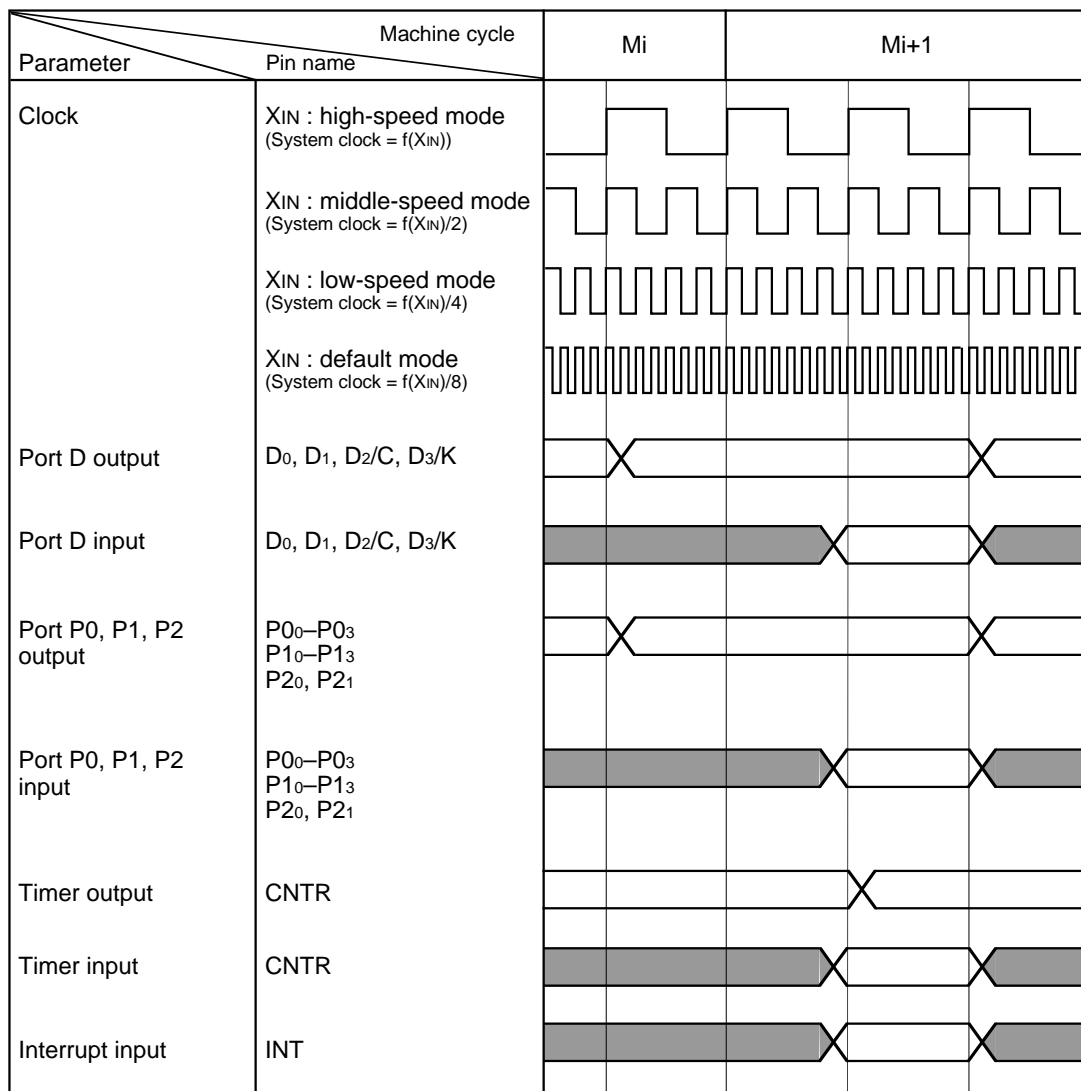 Machine cycle
Parameter Pin name Mi Mi+1
Clock XIN : high-speed mode
(System clock = f(XIN))
XIN : middle-speed mode
(System clock = f(XIN)/2)
XIN : low-speed mode
(System clock = f(XIN)/4)
XIN : default mode
(System clock = f(XIN)/8)
Port D output D0, D1, D2/C, D3/K
Port D input D0, D1, D2/C, D3/K
Port P0, P1, P2 P00–P03
output P10–P13
P20, P21
Port P0, P1, P2 P00–P03
input P10–P13
P20, P21
Timer output CNTR
Timer input CNTR
Interrupt input INT